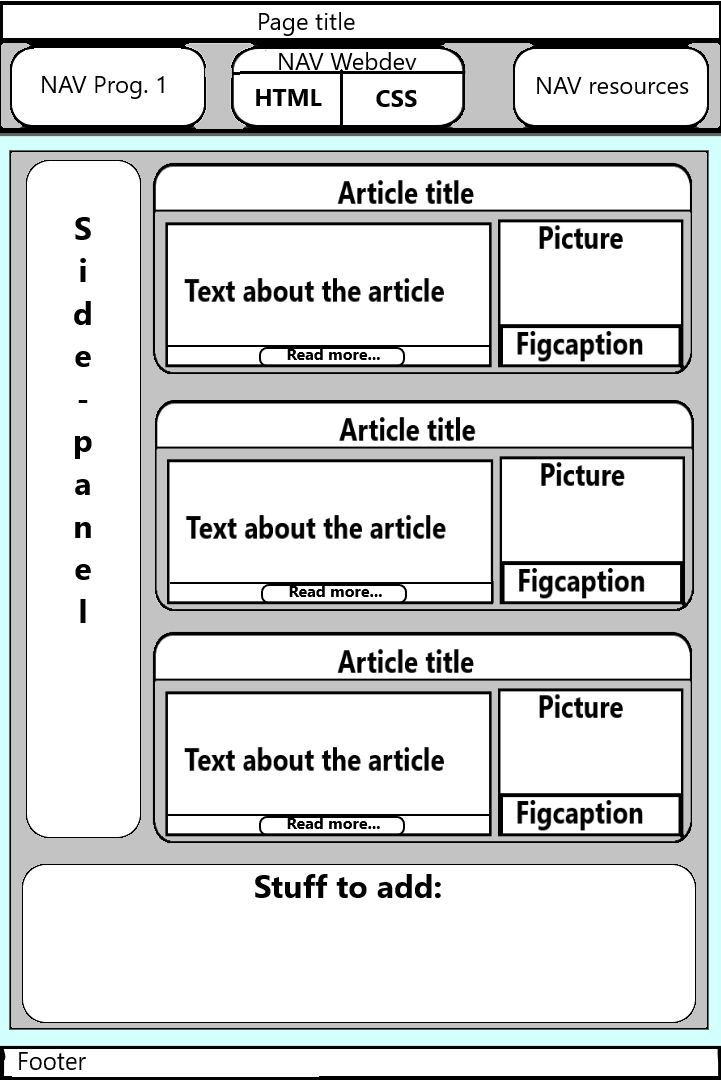 Page title
NAV Prog. 1
NAV Webdev
HTML
CSS
NAV resources
S
i
d
e
-
p
a
n
e
l
Article title
Text about the article
Read more...
Picture
Figcaption
Article title
Text about the article
Read more...
Picture
Figcaption
Article title
Text about the article
Read more...
Picture
Figcaption
Stuff to add:
Footer